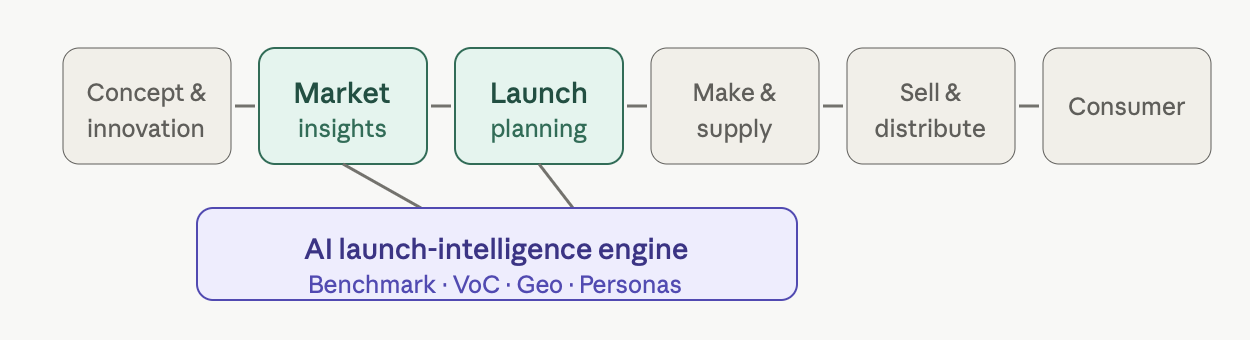 Concept &
innovation
Market
insights
Launch
planning
Make &
supply
Sell &
distribute
Consumer
AI launch-intelligence engine
Benchmark · VoC · Geo · Personas